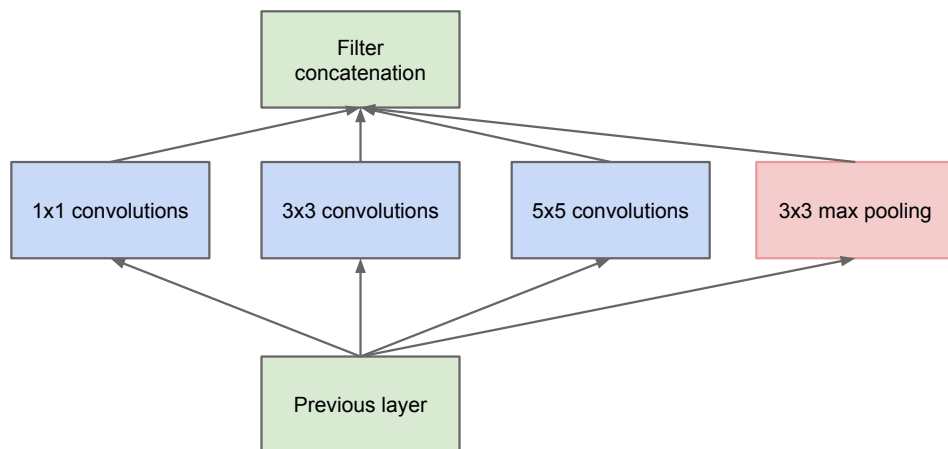 Filter
concatenation
1x1 convolutions
3x3 convolutions
5x5 convolutions
3x3 max pooling
Previous layer